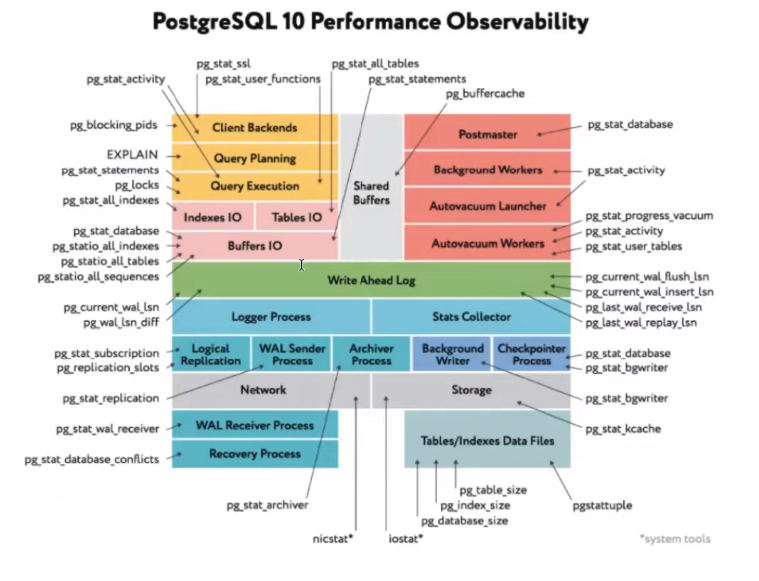 PostgreSQL 10 Performance Observability
pg_stat_ssl
pg_stat_all_tables
pg_stat_activity
pg_stat_user_functions
pg_stat_statements
pg_buffercache
pg_blocking_pids
EXPLAIN
pg_stat_statements
pg_locks
pg_stat_all_indexes
pg_stat_database
pg_statio_all_indexes
pg_statio_all_tables
pg_statio_all_sequences
pg_current_wal_lsn
pg_wal_lsn_diff
pg_stat_subscription
pg_replication_slots
pg_stat_replication
pg_stat_wal_receiver
pg_stat_database_conflicts
Client Backends
Query Planning
Query Execution
Indexes IO
Tables IO
Buffers IO
Shared
Buffers
Postmaster
Background Workers
Autovacuum Launcher
Autovacuum Workers
Write Ahead Log
Logger Process
Stats Collector
Logical
Replication
WAL Sender
Process
Archiver
Process
Background
Writer
Checkpointer
Process
Network
Storage
WAL Receiver Process
Recovery Process
Tables/Indexes Data Files
pg_stat_database
pg_stat_activity
pg_stat_progress_vacuum
pg_stat_activity
pg_stat_user_tables
pg_current_wal_flush_lsn
pg_current_wal_insert_lsn
pg_last_wal_receive_lsn
pg_last_wal_replay_lsn
pg_stat_database
pg_stat_bgwriter
pg_stat_bgwriter
pg_stat_kcache
pg_stat_archiver
nicstat*
iostat*
pg_table_size
pg_index_size
pg_database_size
pgstattuple
*system tools